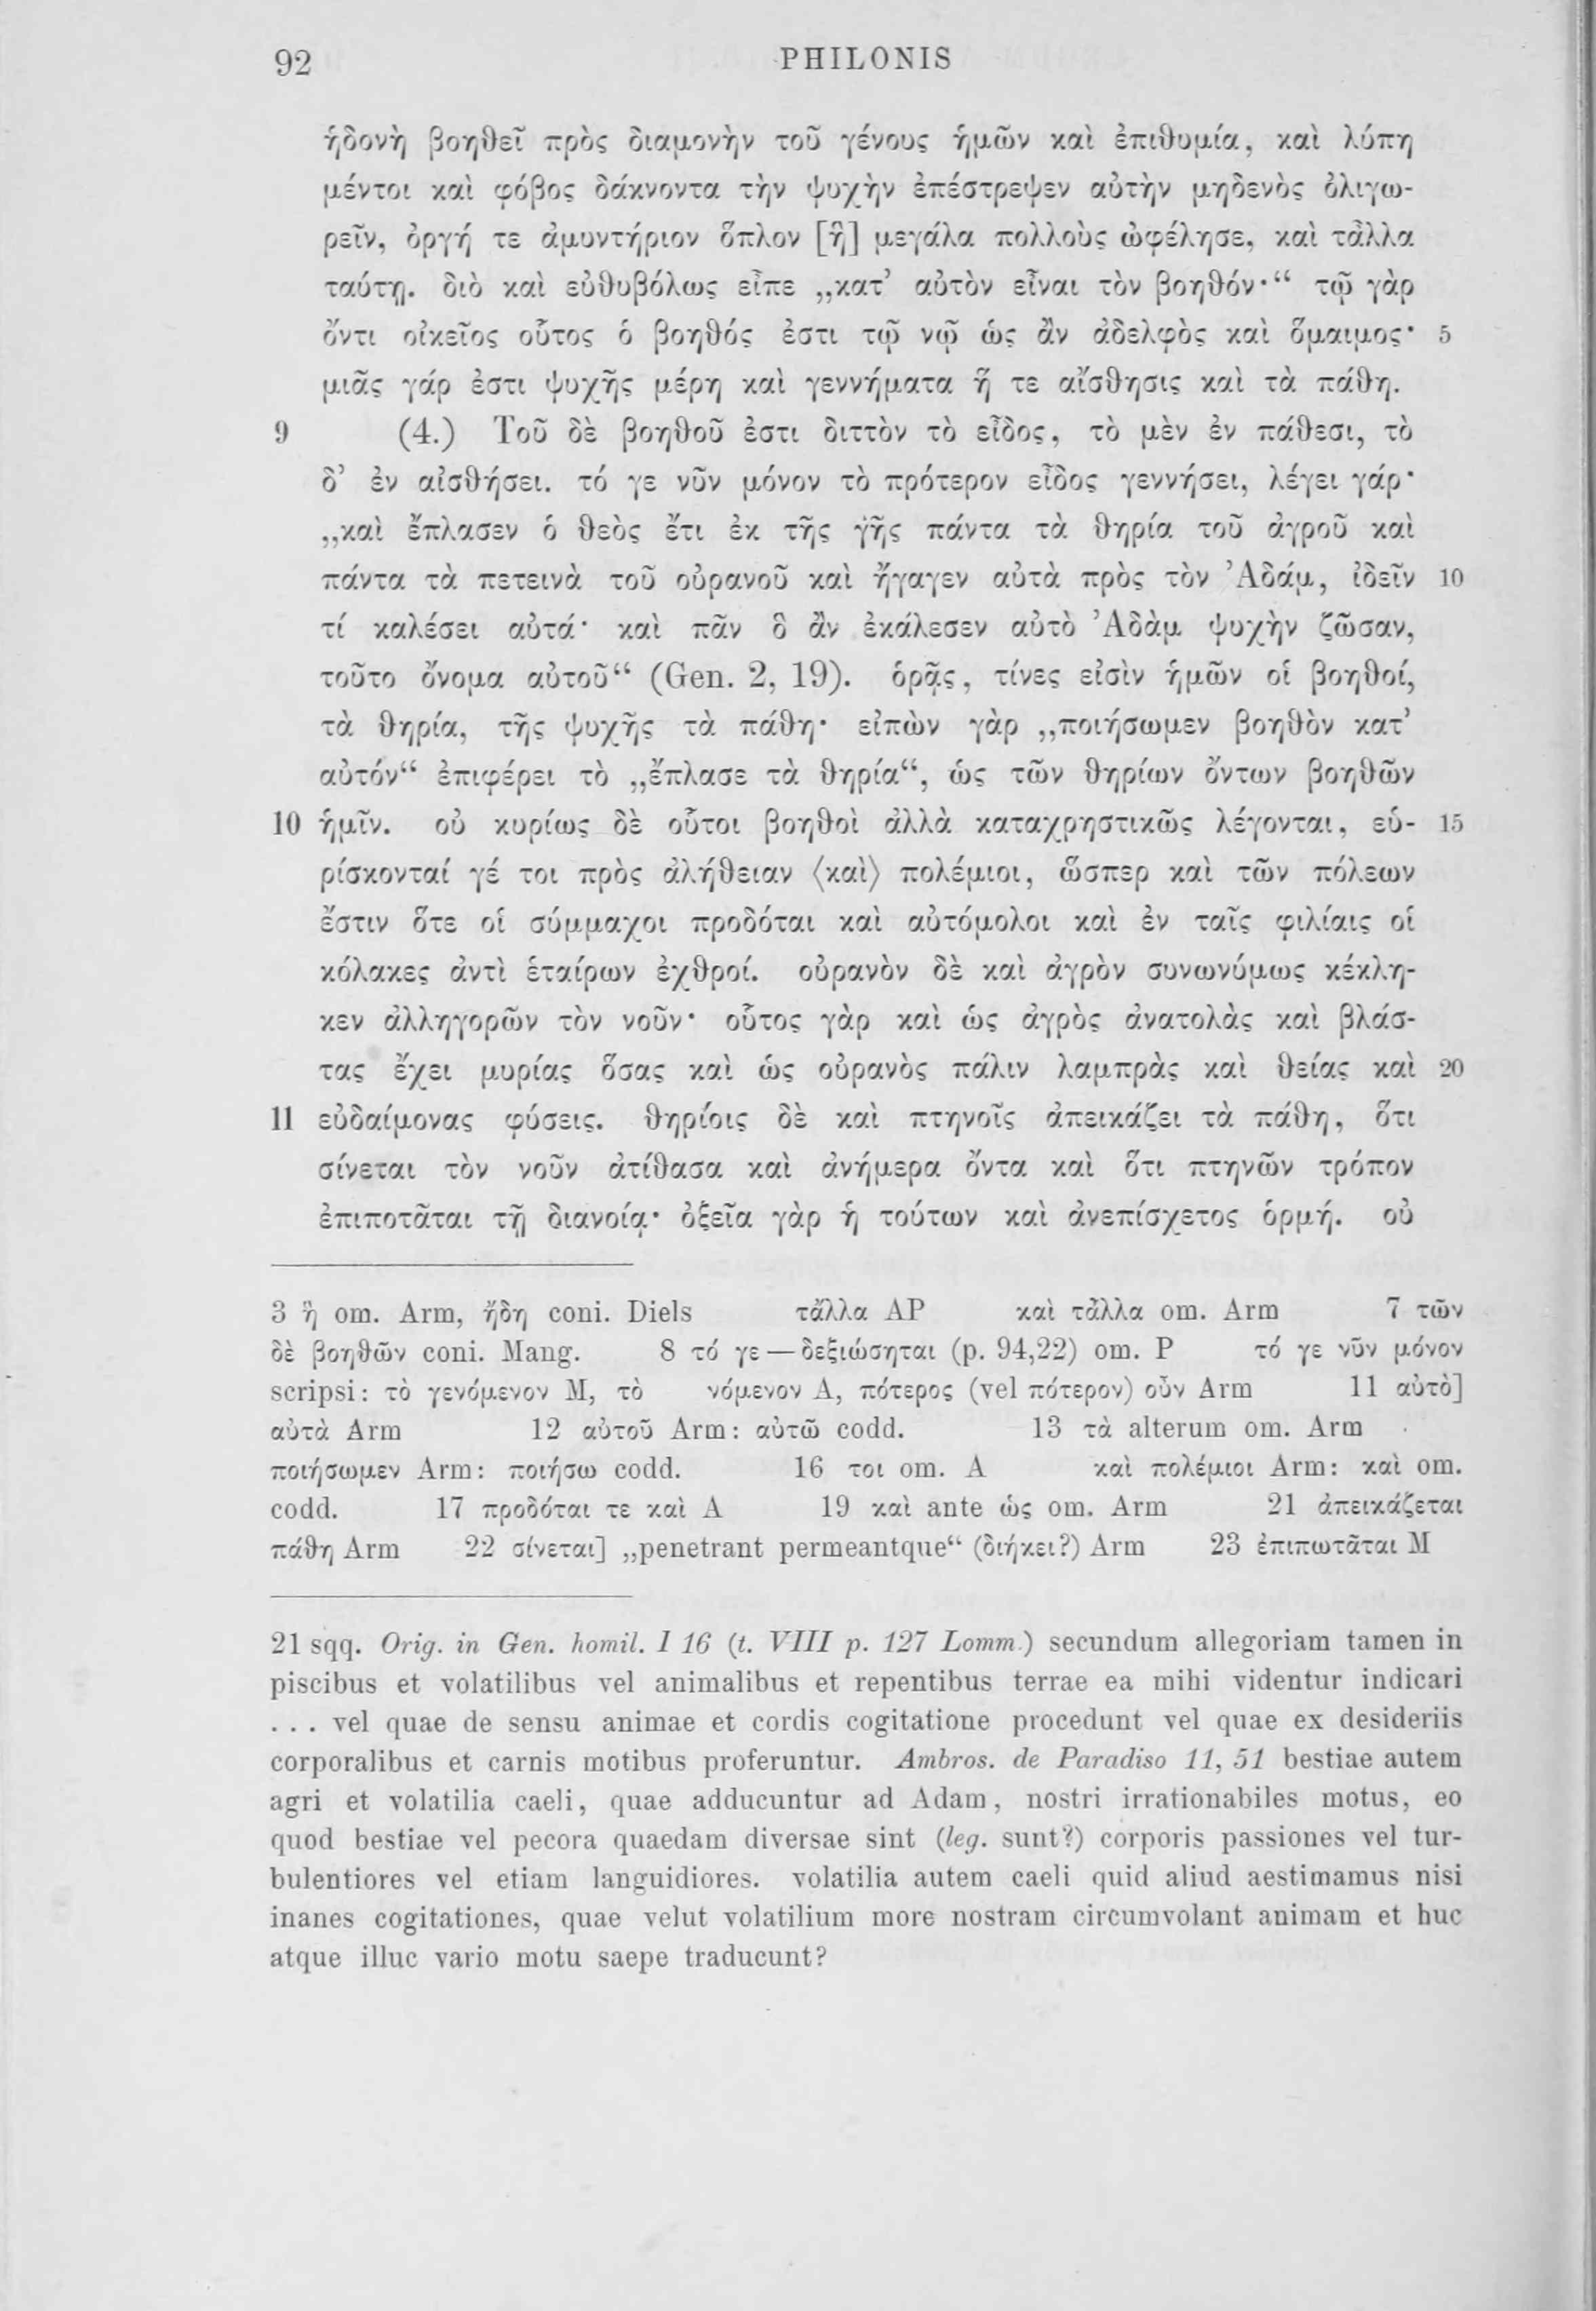 92 PHILONIS
ἡδονὴ βοηθεῖ πρὸς διαμονὴν τοῦ γένους ἡμῶν καὶ ἐπιθυμία, καὶ λύπη
μέντοι καὶ φόβος δάκνοντα τὴν ψυχὴν ἐπέστρεψεν αὐτὴν μηδενὸς ὀλιγω-
ρεῖν, ὀργή τε ἀμυντήριον ὅπλον [ἣ] μεγάλα πολλοὺς ὠφέλησε, καὶ τἆλλα
ταύτῃ. διὸ καὶ εὐθυβόλως εἶπε „κατ’ αὐτὸν εἶναι τὸν βοηθόν·“ τῷ γὰρ
ὄντι οἰκεῖος οὗτος ὁ βοηθός ἐστι τῷ νῷ ὡς ἂν ἀδελφὸς καὶ ὅμαιμος· 5
μιᾶς γάρ ἐστι ψυχῆς μέρη καὶ γεννήματα ἥ τε αἴσθησις καὶ τὰ πάθη.
9 (4.) Τοῦ δὲ βοηθοῦ ἐστι διττὸν τὸ εἶδος, τὸ μὲν ἐν πάθεσι, τὸ
δ’ ἐν αἰσθήσει. τό γε νῦν μόνον τὸ πρότερον εἶδος γεννήσει, λέγει γάρ·
„καὶ ἔπλασεν ὁ θεὸς ἔτι ἐκ τῆς γῆς πάντα τὰ θηρία τοῦ ἀγροῦ καὶ
πάντα τὰ πετεινὰ τοῦ οὐρανοῦ καὶ ἤγαγεν αὐτὰ πρὸς τὸν ’Αδάμ, ἰδεῖν 10
τί καλέσει αὐτά· καὶ πᾶν ὃ ἂν ἐκάλεσεν αὐτὸ ’Αδὰμ ψυχὴν ζῶσαν,
τοῦτο ὄνομα αὐτοῦ“ (Gen. 2, 19). ὁρᾷς, τίνες εἰσὶν ἡμῶν οἱ βοηθοί,
τὰ θηρία, τῆς ψυχῆς τὰ πάθη· εἰπὼν γὰρ „ποιήσωμεν βοηθὸν κατ’
αὐτόν“ ἐπιφέρει τὸ „ἔπλασε τὰ θηρία“, ὡς τῶν θηρίων ὄντων βοηθῶν
10 ἡμῖν. οὐ κυρίως δὲ οὗτοι βοηθοὶ ἀλλὰ καταχρηστικῶς λέγονται, εὑ- 15
ρίσκονταί γέ τοι πρὸς ἀλήθειαν ⟨καὶ⟩ πολέμιοι, ὥσπερ καὶ τῶν πόλεων
ἔστιν ὅτε οἱ σύμμαχοι προδόται καὶ αὐτόμολοι καὶ ἐν ταῖς φιλίαις οἱ
κόλακες ἀντὶ ἑταίρων ἐχθροί. οὐρανὸν δὲ καὶ ἀγρὸν συνωνύμως κέκλη-
κεν ἀλληγορῶν τὸν νοῦν· οὗτος γὰρ καὶ ὡς ἀγρὸς ἀνατολὰς καὶ βλάσ-
τας ἔχει μυρίας ὅσας καὶ ὡς οὐρανὸς πάλιν λαμπρὰς καὶ θείας καὶ 20
11 εὐδαίμονας φύσεις. θηρίοις δὲ καὶ πτηνοῖς ἀπεικάζει τὰ πάθη, ὅτι
σίνεται τὸν νοῦν ἀτίθασα καὶ ἀνήμερα ὄντα καὶ ὅτι πτηνῶν τρόπον
ἐπιποτᾶται τῇ διανοίᾳ· ὀξεῖα γὰρ ἡ τούτων καὶ ἀνεπίσχετος ὁρμή. οὐ
3 ἣ om. Arm, ἤδη coni. Diels τἄλλα AP καὶ τἆλλα om. Arm 7 τῶν
δὲ βοηθῶν coni. Mang. 8 τό γε — δεξιώσηται (p. 94,22) om. P τό γε νῦν μόνον
scripsi: τὸ γενόμενον M, τὸ νόμενον A, πότερος (vel πότερον) οὖν Arm 11 αὐτὸ]
αὐτὰ Arm 12 αὐτοῦ Arm: αὐτῶ codd. 13 τὰ alterum om. Arm
ποιήσωμεν Arm: ποιήσω codd. 16 τοι om. A καὶ πολέμιοι Arm: καὶ om.
codd. 17 προδόται τε καὶ A 19 καὶ ante ὡς om. Arm 21 ἀπεικάζεται
πάθη Arm 22 σίνεται] „penetrant permeantque“ (διήκει?) Arm 23 ἐπιπωτᾶται M
21 sqq. Orig. in Gen. homil. I 16 (t. VIII p. 127 Lomm.) secundum allegoriam tamen in
piscibus et volatilibus vel animalibus et repentibus terrae ea mihi videntur indicari
. . . vel quae de sensu animae et cordis cogitatione procedunt vel quae ex desideriis
corporalibus et carnis motibus proferuntur. Ambros. de Paradiso 11, 51 bestiae autem
agri et volatilia caeli, quae adducuntur ad Adam, nostri irrationabiles motus, eo
quod bestiae vel pecora quaedam diversae sint (leg. sunt?) corporis passiones vel tur-
bulentiores vel etiam languidiores. volatilia autem caeli quid aliud aestimamus nisi
inanes cogitationes, quae velut volatilium more nostram circumvolant animam et huc
atque illuc vario motu saepe traducunt?